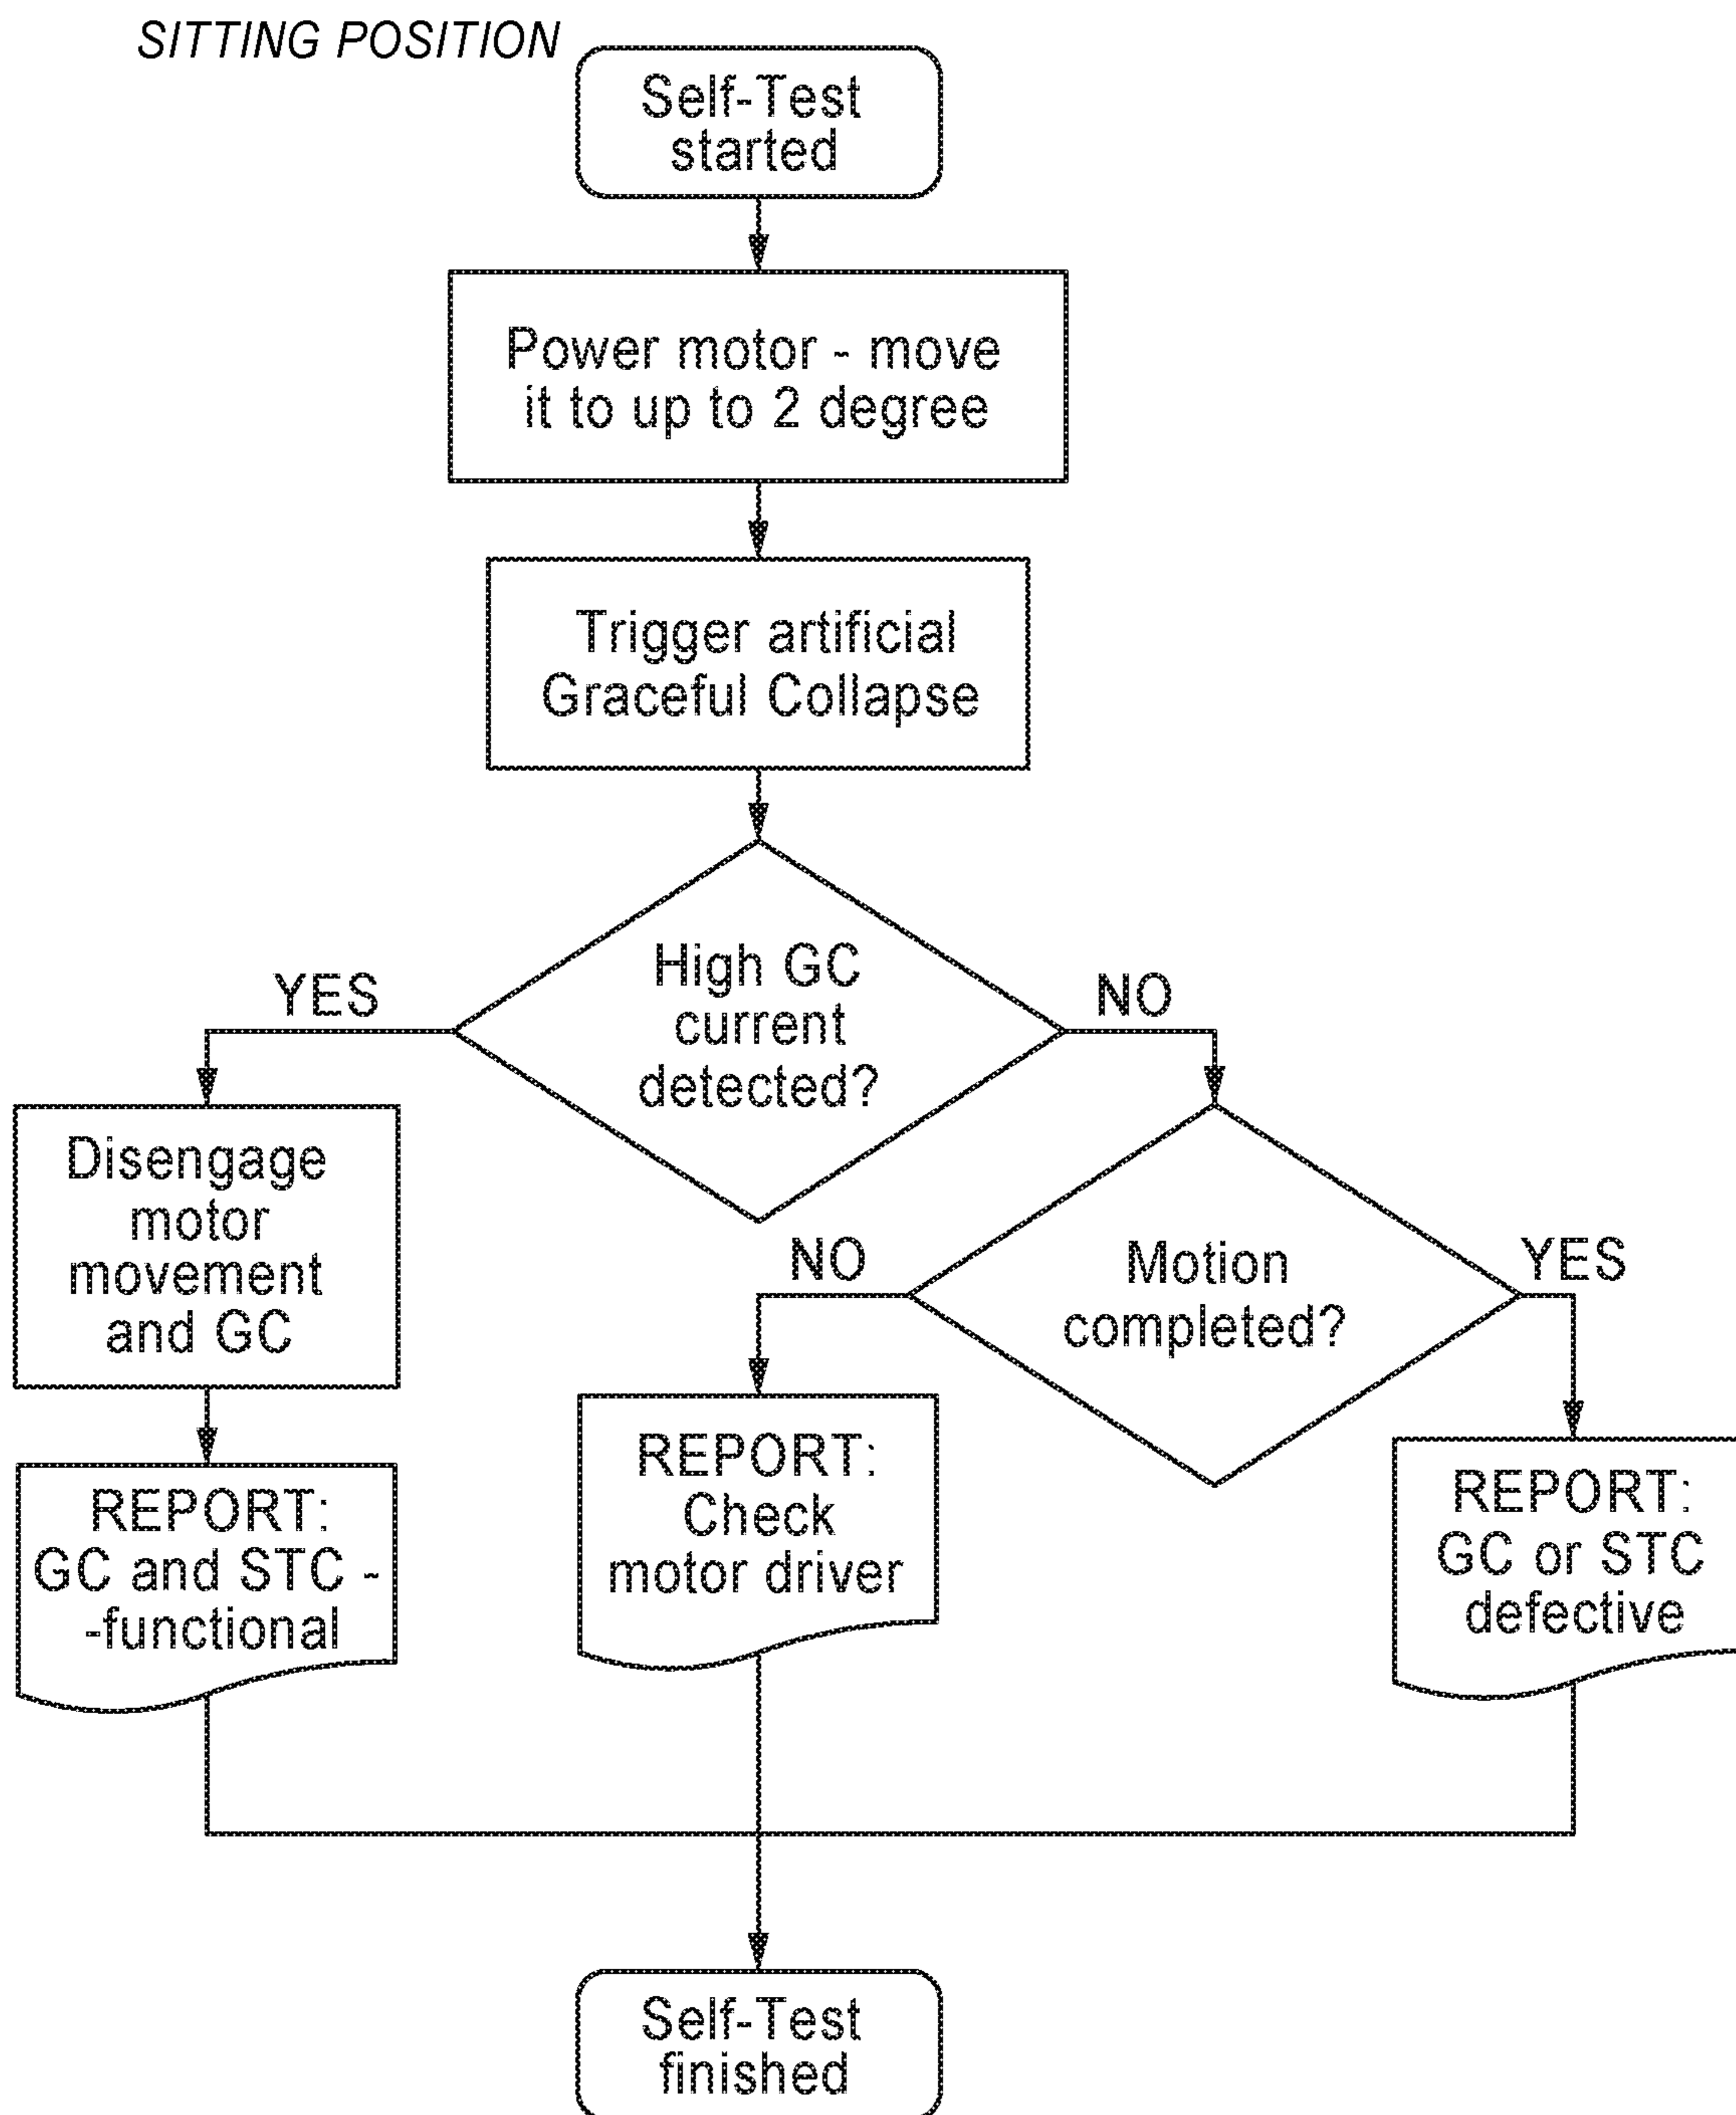 SITTING POSITION
Self-Test
started
Power motor - move
it to up to 2 degree
Trigger artificial
Graceful Collapse
High GC
current
detected?
YES
NO
Disengage
motor
movement
and GC
Motion
completed?
NO
YES
REPORT:
GC and STC -
-functional
REPORT:
Check
motor driver
REPORT:
GC or STC
defective
Self-Test
finished